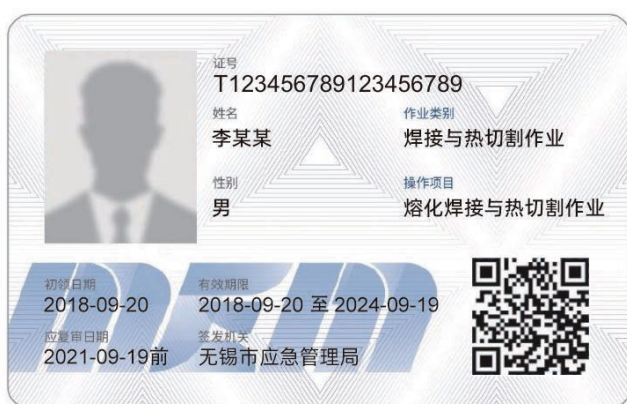 证号
T123456789123456789
姓名
作业类别
李某某
焊接与热切割作业
性别
操作项目
男
熔化焊接与热切割作业
初领日期
有效期限
2018-09-20
2018-09-20 至 2024-09-19
应复审日期
签发机关
2021-09-19前
无锡市应急管理局